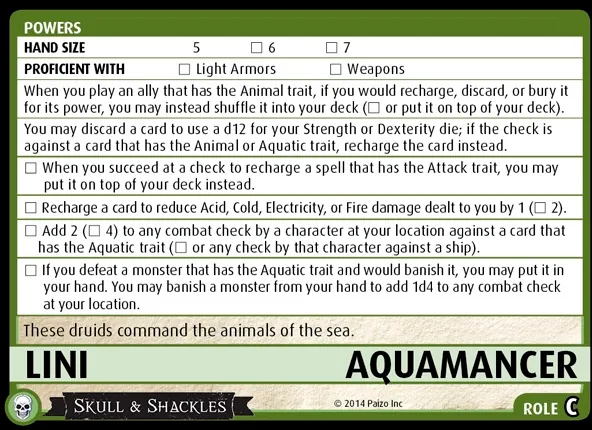 POWERS
HAND SIZE 5 □ 6 □ 7
PROFICIENT WITH □ Light Armors □ Weapons
When you play an ally that has the Animal trait, if you would recharge, discard, or bury it
for its power, you may instead shuffle it into your deck (□ or put it on top of your deck).
You may discard a card to use a d12 for your Strength or Dexterity die; if the check is
against a card that has the Animal or Aquatic trait, recharge the card instead.
□ When you succeed at a check to recharge a spell that has the Attack trait, you may
put it on top of your deck instead.
□ Recharge a card to reduce Acid, Cold, Electricity, or Fire damage dealt to you by 1 (□ 2).
□ Add 2 (□ 4) to any combat check by a character at your location against a card that
has the Aquatic trait (□ or any check by that character against a ship).
□ If you defeat a monster that has the Aquatic trait and would banish it, you may put it in
your hand. You may banish a monster from your hand to add 1d4 to any combat check
at your location.
These druids command the animals of the sea.
LINI AQUAMANCER
SKULL & SHACKLES © 2014 Paizo Inc ROLE C